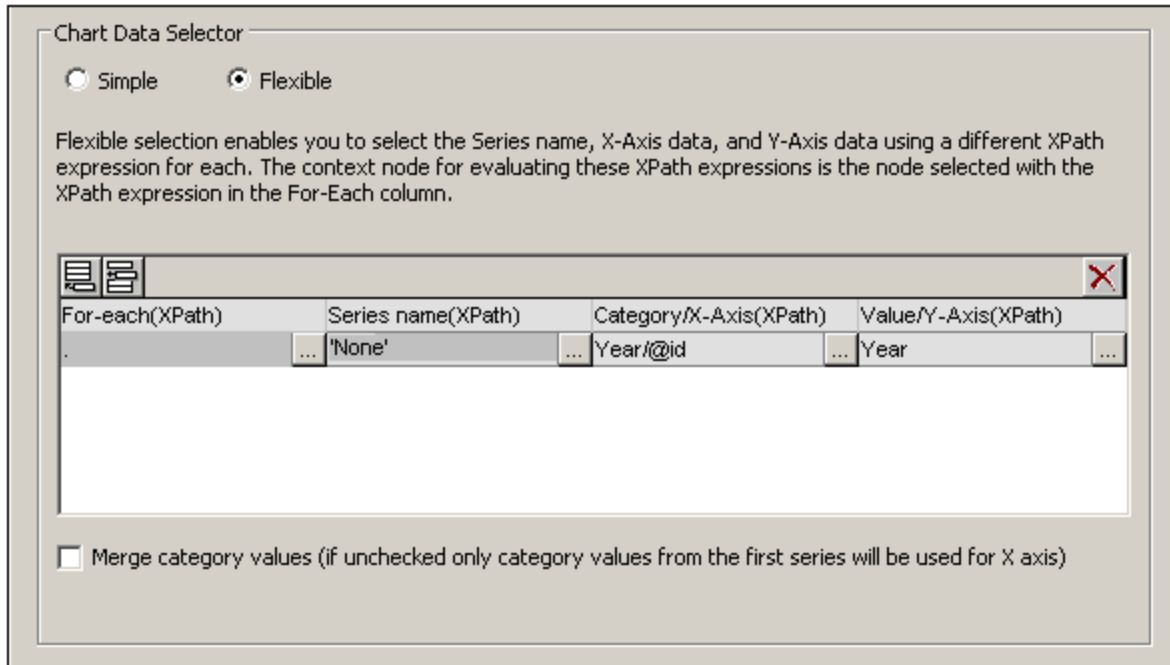 Chart Data Selector
Simple Flexible
Flexible selection enables you to select the Series name, X-Axis data, and Y-Axis data using a different XPath
expression for each. The context node for evaluating these XPath expressions is the node selected with the
XPath expression in the For-Each column.
For-each(XPath) Series name(XPath) Category/X-Axis(XPath) Value/Y-Axis(XPath)
. ... 'None' ... Year/@id ... Year ...
Merge category values (if unchecked only category values from the first series will be used for X axis)